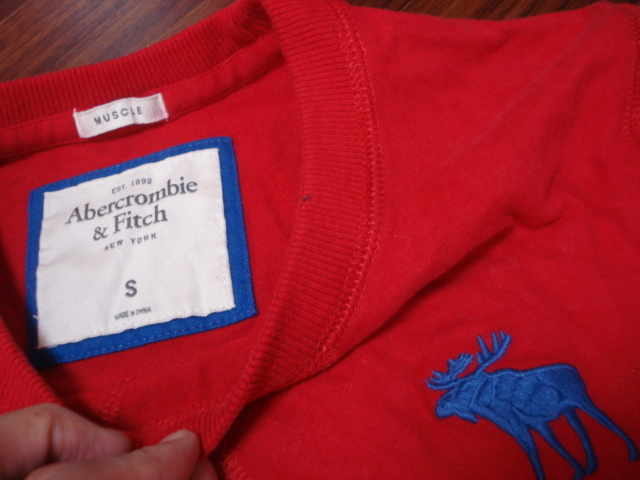 MUSCLE
EST. 1892
Abercrombie
& Fitch
NEW YORK
S
MADE IN CHINA